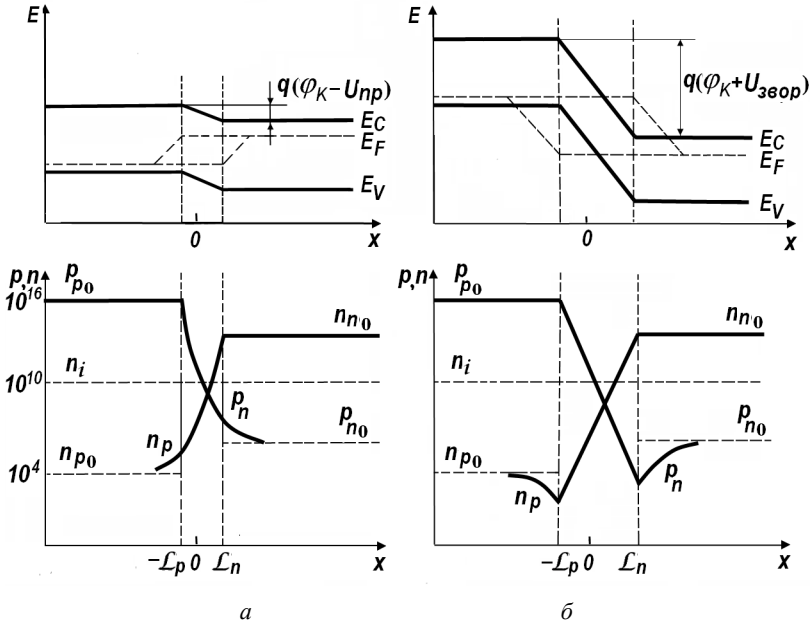 E
q(φK−Uпр)
EC
EF
EV
0
x
E
q(φK+Uзвор)
EC
EF
EV
0
x
p,n
pp0
10^16
nn0
ni
10^10
pn
np
pn0
np0
10^4
−ℒp 0 ℒn
x
p,n
pp0
nn0
ni
pn0
np0
np
pn
−ℒp 0 ℒn
x
а
б